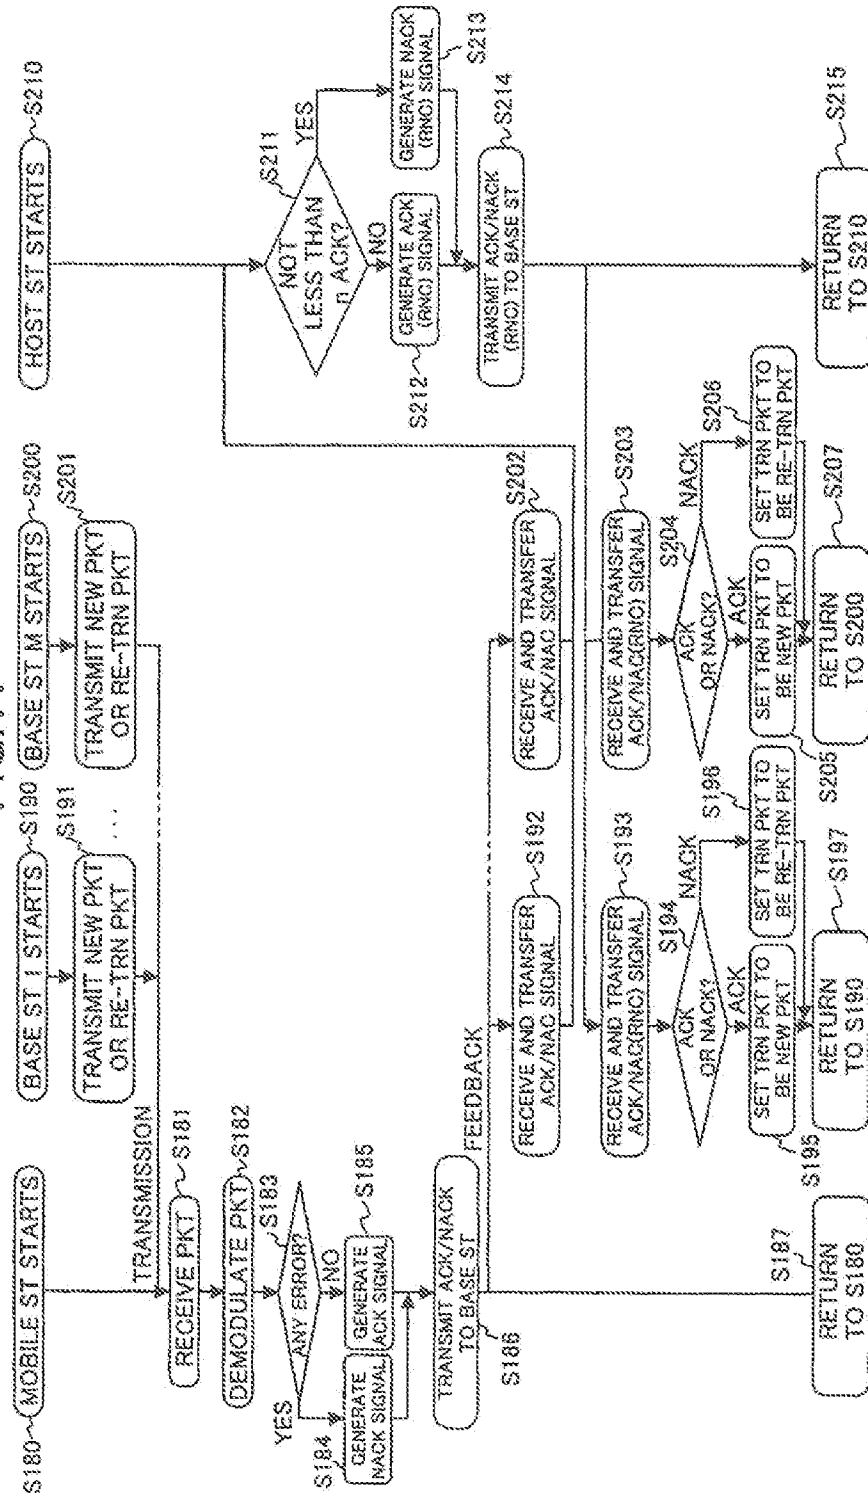 S180
MOBILE ST STARTS
TRANSMISSION
RECEIVE PKT
S181
DEMODULATE PKT
S182
S183
ANY ERROR?
YES
NO
S184
GENERATE
NACK SIGNAL
GENERATE
ACK SIGNAL
S185
TRANSMIT ACK/NACK
TO BASE ST
S186
FEEDBACK
S187
RETURN
TO S180
BASE ST 1 STARTS
S190
TRANSMIT NEW PKT
OR RE-TRN PKT
S191
...
RECEIVE AND TRANSFER
ACK/NAC SIGNAL
S192
RECEIVE AND TRANSFER
ACK/NAC(RNC) SIGNAL
S193
ACK
OR NACK?
S194
NACK
ACK
SET TRN PKT TO
BE NEW PKT
S195
SET TRN PKT TO
BE RE-TRN PKT
S196
RETURN
TO S190
S197
BASE ST M STARTS
S200
TRANSMIT NEW PKT
OR RE-TRN PKT
S201
RECEIVE AND TRANSFER
ACK/NAC SIGNAL
S202
RECEIVE AND TRANSFER
ACK/NAC(RNC) SIGNAL
S203
ACK
OR NACK?
S204
NACK
ACK
SET TRN PKT TO
BE NEW PKT
S205
SET TRN PKT TO
BE RE-TRN PKT
S206
RETURN
TO S200
S207
HOST ST STARTS
S210
NOT
LESS THAN
n ACK?
S211
YES
NO
GENERATE ACK
(RNC) SIGNAL
S212
GENERATE NACK
(RNC) SIGNAL
S213
TRANSMIT ACK/NACK
(RNC) TO BASE ST
S214
RETURN
TO S210
S215